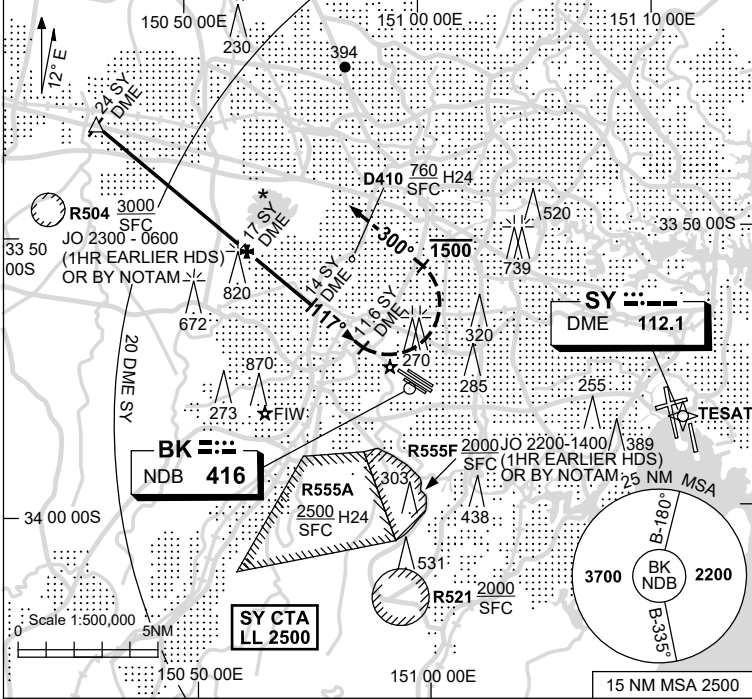 150 50 00E
151 00 00E
151 10 00E
12° E
230
394
24 SY
DME
D410 760 H24
SFC
R504 3000
SFC
JO 2300 - 0600
(1HR EARLIER HDS)
OR BY NOTAM
*
17 SY
DME
300°
1500
520
739
33 50 00S
33 50
00S
820
672
14 SY
DME
117°
11.6 SY
DME
270
320
285
SY
DME 112.1
20 DME SY
870
273
FIW
255
389
TESAT
BK
NDB 416
R555F 2000 JO 2200-1400
SFC (1HR EARLIER HDS)
OR BY NOTAM
R555A
2500 H24
SFC
303
438
34 00 00S
531
R521 2000
SFC
25 NM MSA
B-180°
3700
BK
NDB
2200
B-335°
Scale 1:500,000
0
5NM
SY CTA
LL 2500
150 50 00E
151 00 00E
15 NM MSA 2500